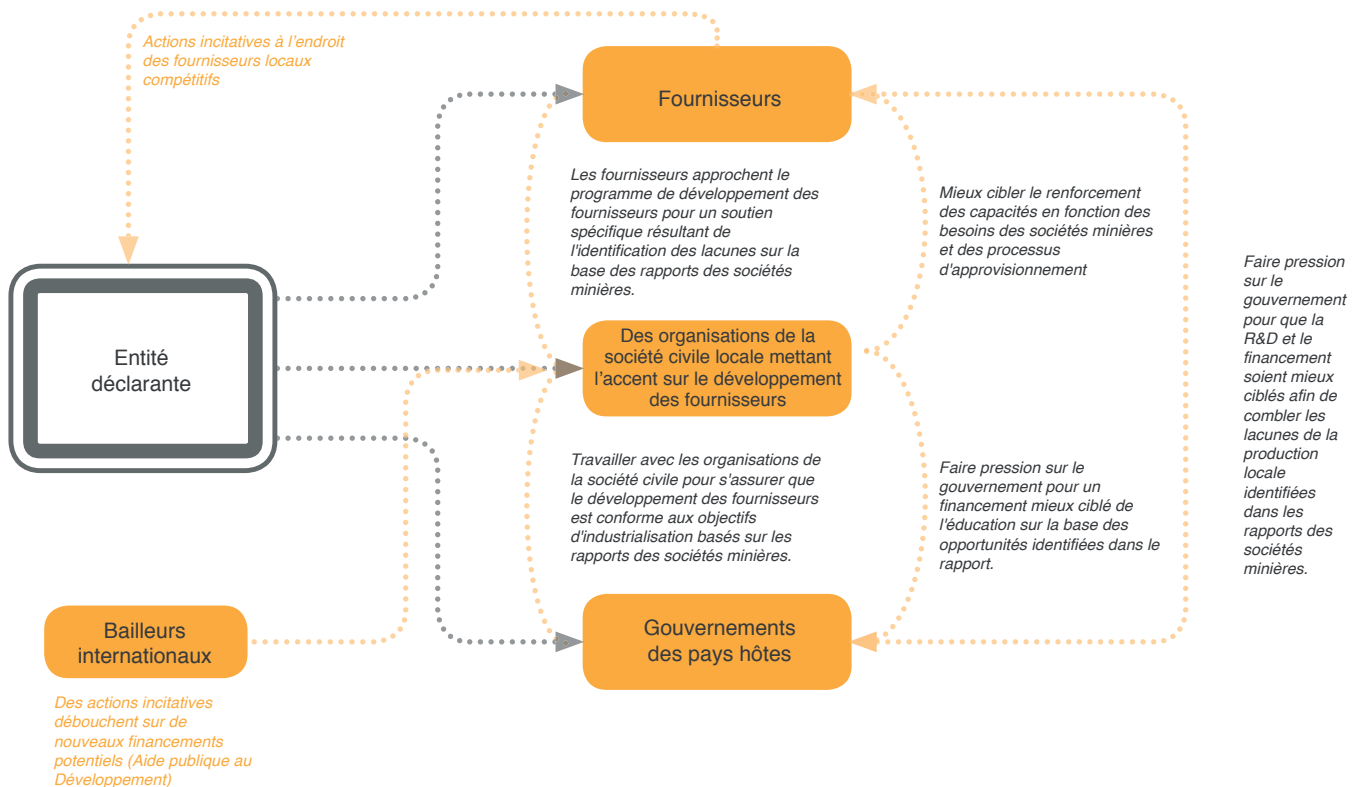 Actions incitatives à l'endroit
des fournisseurs locaux
compétitifs
Fournisseurs
Les fournisseurs approchent le
programme de développement des
fournisseurs pour un soutien
spécifique résultant de
l'identification des lacunes sur la
base des rapports des sociétés
minières.
Mieux cibler le renforcement
des capacités en fonction des
besoins des sociétés minières
et des processus
d'approvisionnement
Faire pression
sur le
gouvernement
pour que la
R&D et le
financement
soient mieux
ciblés afin de
combler les
lacunes de la
production
locale
identifiées
dans les
rapports des
sociétés
minières.
Entité
déclarante
Des organisations de la
société civile locale mettant
l'accent sur le développement
des fournisseurs
Travailler avec les organisations de
la société civile pour s'assurer que
le développement des fournisseurs
est conforme aux objectifs
d'industrialisation basés sur les
rapports des sociétés minières.
Faire pression sur le
gouvernement pour un
financement mieux ciblé de
l'éducation sur la base des
opportunités identifiées dans le
rapport.
Bailleurs
internationaux
Gouvernements
des pays hôtes
Des actions incitatives
débouchent sur de
nouveaux financements
potentiels (Aide publique au
Développement)